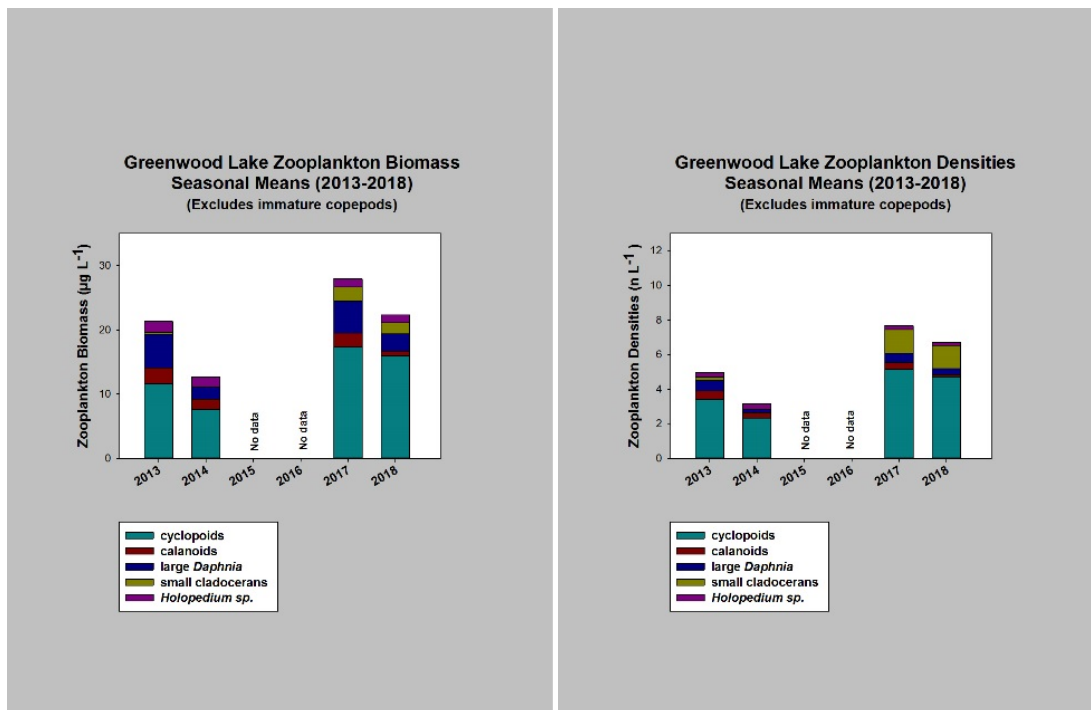 Greenwood Lake Zooplankton Biomass
Seasonal Means (2013-2018)
(Excludes immature copepods)
Zooplankton Biomass (µg L⁻¹)
30
20
10
0
No data
No data
2013
2014
2015
2016
2017
2018
cyclopoids
calanoids
large Daphnia
small cladocerans
Holopedium sp.
Greenwood Lake Zooplankton Densities
Seasonal Means (2013-2018)
(Excludes immature copepods)
Zooplankton Densities (n L⁻¹ )
12
10
8
6
4
2
0
No data
No data
2013
2014
2015
2016
2017
2018
cyclopoids
calanoids
large Daphnia
small cladocerans
Holopedium sp.